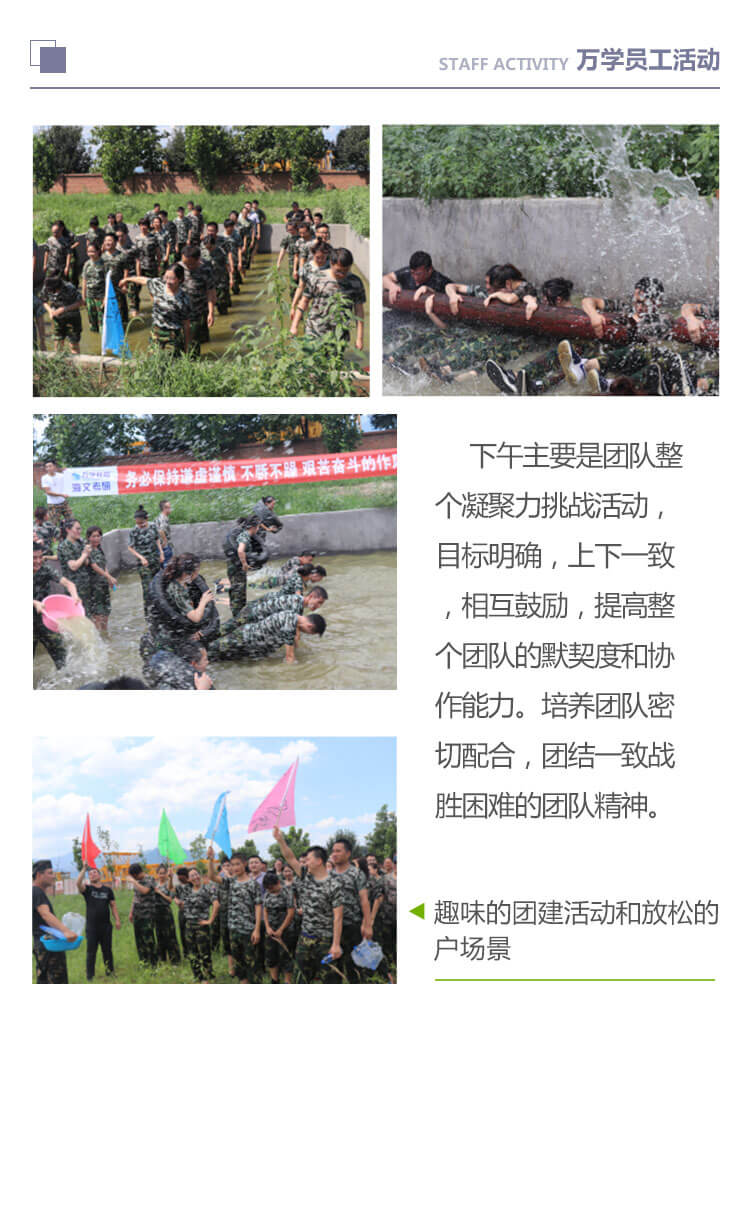 STAFF ACTIVITY 万学员工活动
万学教育
海文考研
务必保持谦虚谨慎 不骄不躁 艰苦奋斗的作风
下午主要是团队整
个凝聚力挑战活动，
目标明确，上下一致
，相互鼓励，提高整
个团队的默契度和协
作能力。培养团队密
切配合，团结一致战
胜困难的团队精神。
趣味的团建活动和放松的
户场景